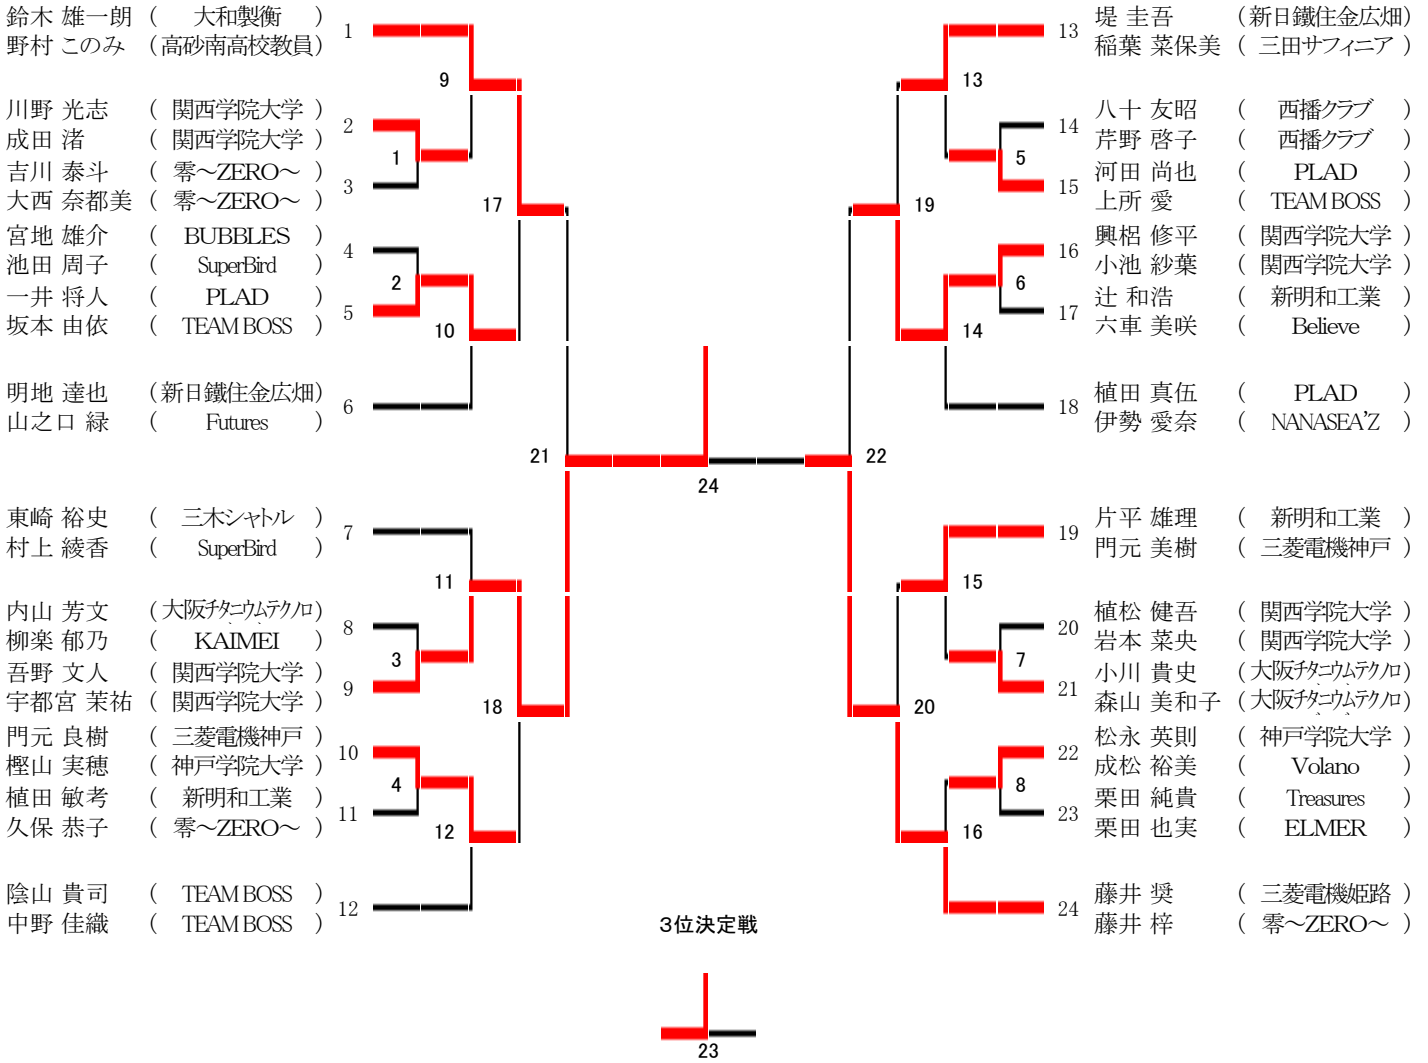 鈴木 雄一朗 ( 大和製衡 )
野村 このみ ( 高砂南高校教員 )
1
川野 光志 ( 関西学院大学 )
成田 渚 ( 関西学院大学 )
2
吉川 泰斗 ( 零～ZERO～ )
大西 奈都美 ( 零～ZERO～ )
3
宮地 雄介 ( BUBBLES )
池田 周子 ( SuperBird )
4
一井 将人 ( PLAD )
坂本 由依 ( TEAM BOSS )
5
明地 達也 ( 新日鐵住金広畑 )
山之口 緑 ( Futures )
6
東崎 裕史 ( 三木シャトル )
村上 綾香 ( SuperBird )
7
内山 芳文 ( 大阪チタニウムテクノロ )
柳楽 郁乃 ( KAIMEI )
8
吾野 文人 ( 関西学院大学 )
宇都宮 茉祐 ( 関西学院大学 )
9
門元 良樹 ( 三菱電機神戸 )
樫山 実穂 ( 神戸学院大学 )
10
植田 敏考 ( 新明和工業 )
久保 恭子 ( 零～ZERO～ )
11
陰山 貴司 ( TEAM BOSS )
中野 佳織 ( TEAM BOSS )
12
9
1
17
2
10
21
11
3
18
4
12
24
3位決定戦
23
13
5
19
6
14
22
15
7
20
8
16
13
堤 圭吾 ( 新日鐵住金広畑 )
稲葉 菜保美 ( 三田サフィニア )
14
八十 友昭 ( 西播クラブ )
芹野 啓子 ( 西播クラブ )
15
河田 尚也 ( PLAD )
上所 愛 ( TEAM BOSS )
16
興梠 修平 ( 関西学院大学 )
小池 紗葉 ( 関西学院大学 )
17
辻 和浩 ( 新明和工業 )
六車 美咲 ( Believe )
18
植田 真伍 ( PLAD )
伊勢 愛奈 ( NANASEA'Z )
19
片平 雄理 ( 新明和工業 )
門元 美樹 ( 三菱電機神戸 )
20
植松 健吾 ( 関西学院大学 )
岩本 菜央 ( 関西学院大学 )
21
小川 貴史 ( 大阪チタニウムテクノロ )
森山 美和子 ( 大阪チタニウムテクノロ )
22
松永 英則 ( 神戸学院大学 )
成松 裕美 ( Volano )
23
栗田 純貴 ( Treasures )
栗田 也実 ( ELMER )
24
藤井 奨 ( 三菱電機姫路 )
藤井 梓 ( 零～ZERO～ )